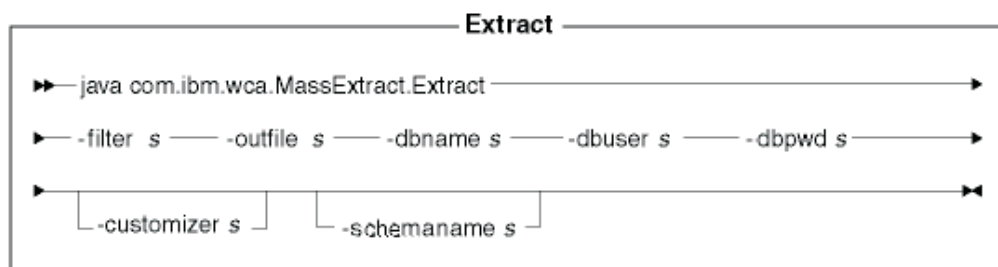 Extract
java com.ibm.wca.MassExtract.Extract
-filter s -outfile s -dbname s -dbuser s -dbpwd s
-customizer s -schemaname s